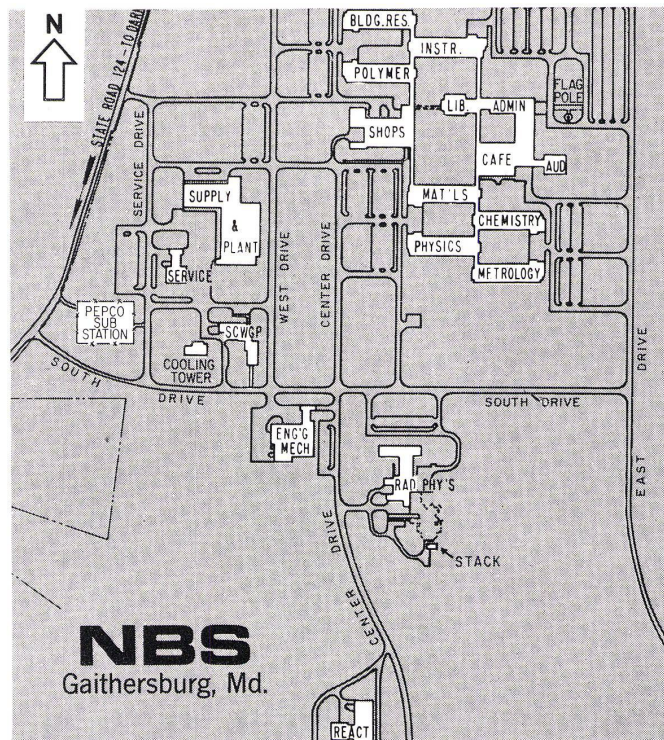 N
STATE ROAD 124 - TO DARN
BLDG. RES.
INSTR.
POLYMER
LIB.
ADMIN
FLAG
POLE
SHOPS
CAFE
AUD
SERVICE DRIVE
SUPPLY
&
PLANT
MAT'LS
CHEMISTRY
PHYSICS
METROLOGY
SERVICE
WEST DRIVE
CENTER DRIVE
PEPCO
SUB
STATION
SCWGP
COOLING
TOWER
SOUTH DRIVE
SOUTH DRIVE
EAST DRIVE
ENG'G
MECH
RAD. PHY'S
STACK
CENTER DRIVE
NBS
Gaithersburg, Md.
REACT